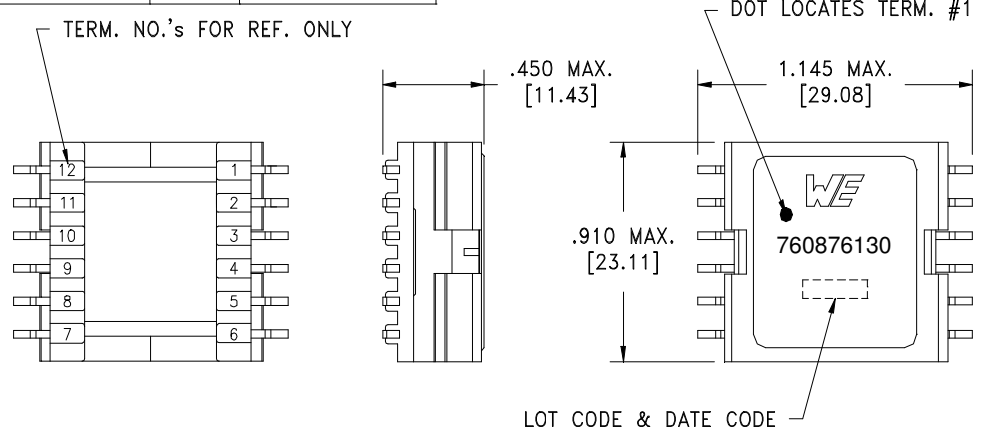 TERM. NO.'s FOR REF. ONLY
DOT LOCATES TERM. #1
.450 MAX.
[11.43]
1.145 MAX.
[29.08]
12 1
11 2
10 3
9 4
8 5
7 6
.910 MAX.
[23.11]
WE
760876130
LOT CODE & DATE CODE